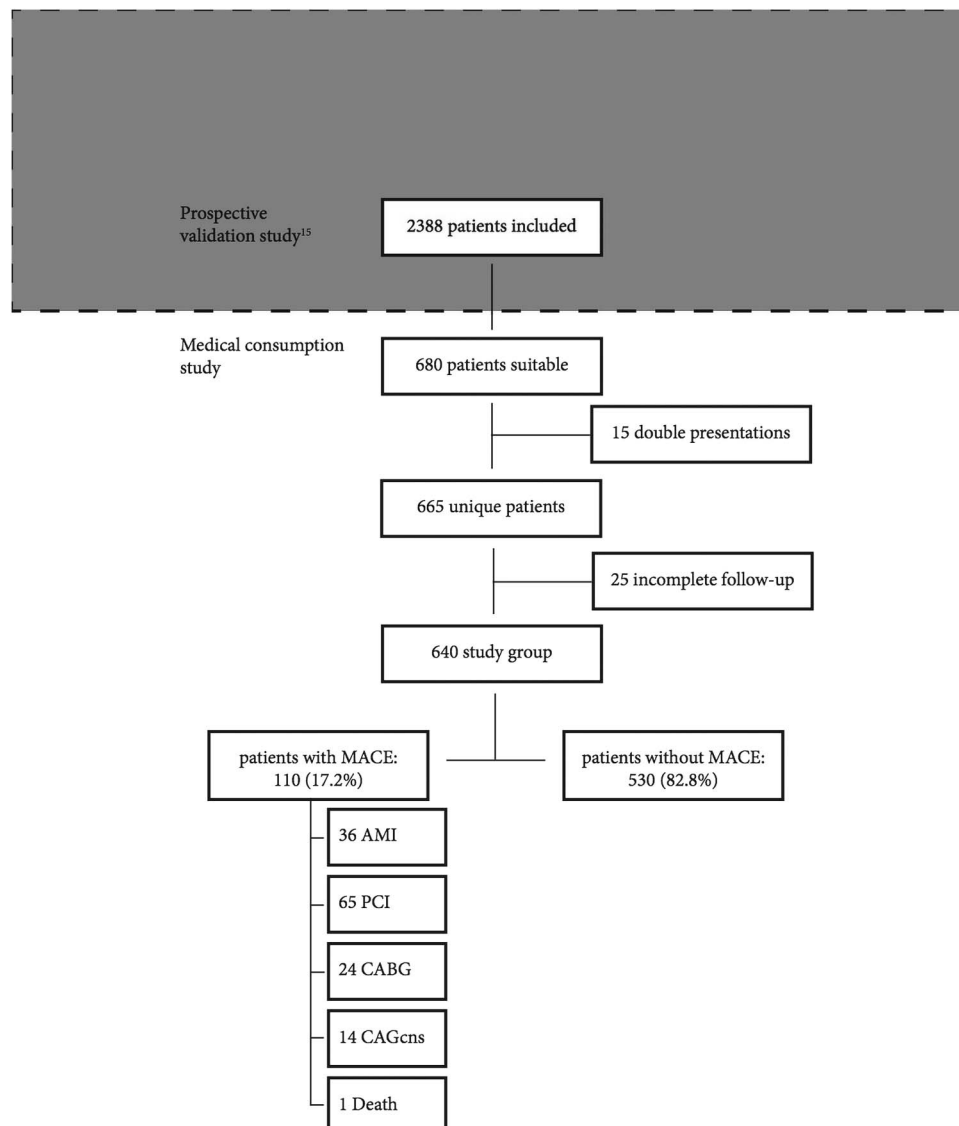 Prospective
validation study¹⁵
2388 patients included
Medical consumption
study
680 patients suitable
15 double presentations
665 unique patients
25 incomplete follow-up
640 study group
patients with MACE:
110 (17.2%)
patients without MACE:
530 (82.8%)
36 AMI
65 PCI
24 CABG
14 CAGcns
1 Death